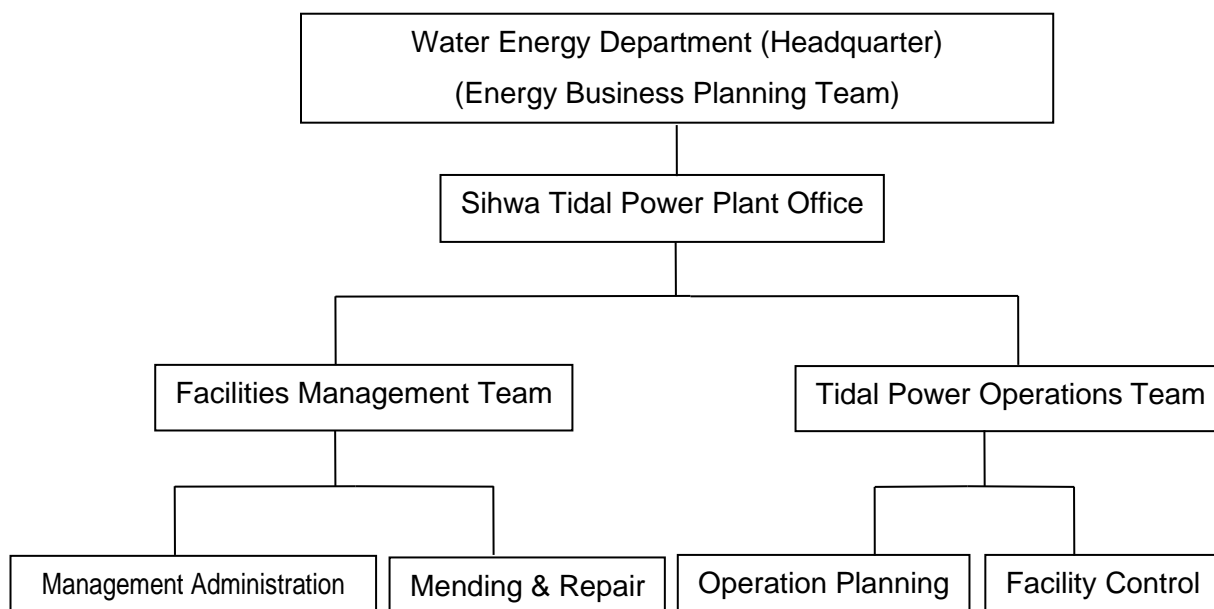 Water Energy Department (Headquarter)
(Energy Business Planning Team)
Sihwa Tidal Power Plant Office
Facilities Management Team
Tidal Power Operations Team
Management Administration
Mending & Repair
Operation Planning
Facility Control